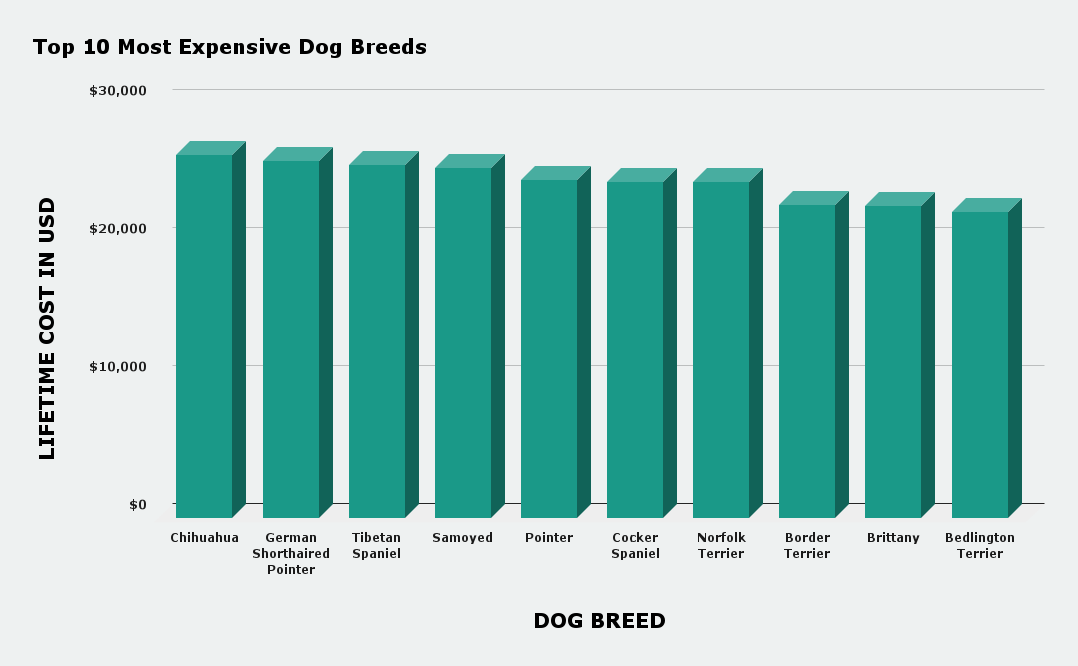 Top 10 Most Expensive Dog Breeds
$30,000
$20,000
$10,000
$0
LIFETIME COST IN USD
Chihuahua
German
Shorthaired
Pointer
Tibetan
Spaniel
Samoyed
Pointer
Cocker
Spaniel
Norfolk
Terrier
Border
Terrier
Brittany
Bedlington
Terrier
DOG BREED